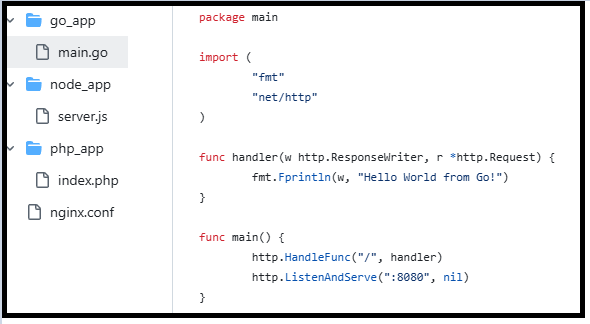 go_app
main.go
node_app
server.js
php_app
index.php
nginx.conf
package main
import (
"fmt"
"net/http"
)
func handler(w http.ResponseWriter, r *http.Request) {
fmt.Fprintln(w, "Hello World from Go!")
}
func main() {
http.HandleFunc("/", handler)
http.ListenAndServe(":8080", nil)
}